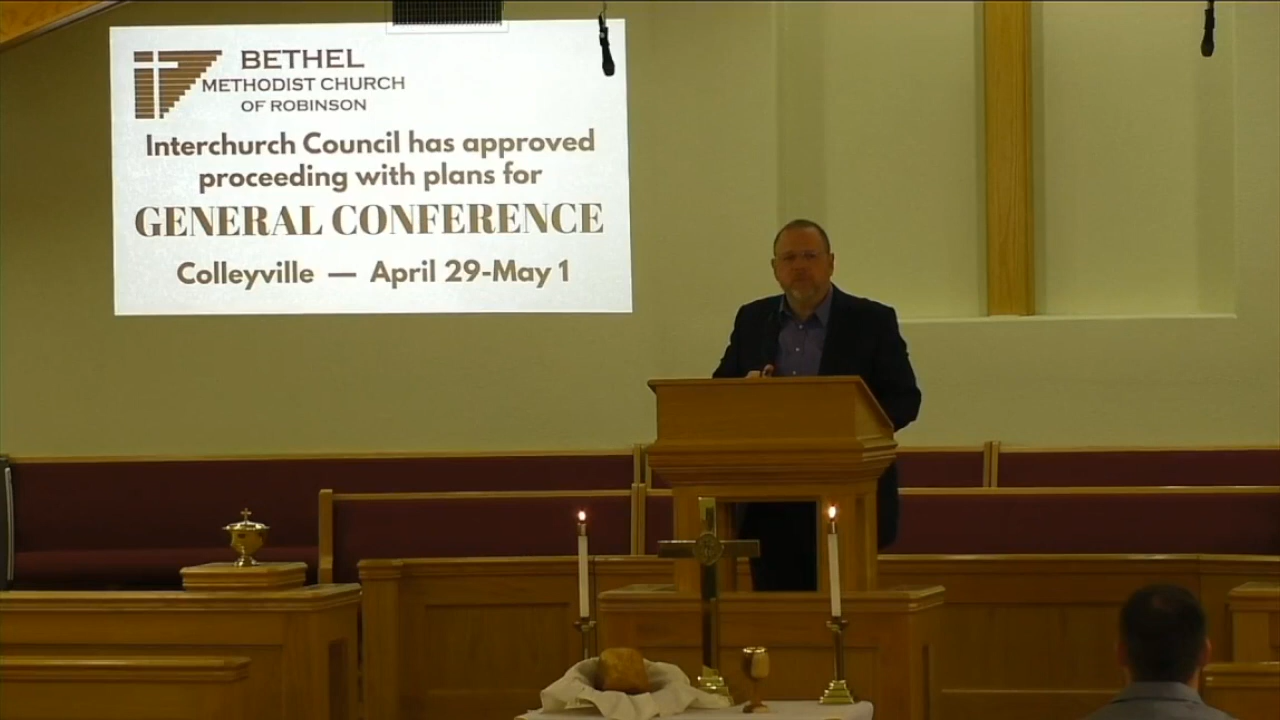 BETHEL
METHODIST CHURCH
OF ROBINSON
Interchurch Council has approved
proceeding with plans for
GENERAL CONFERENCE
Colleyville — April 29-May 1